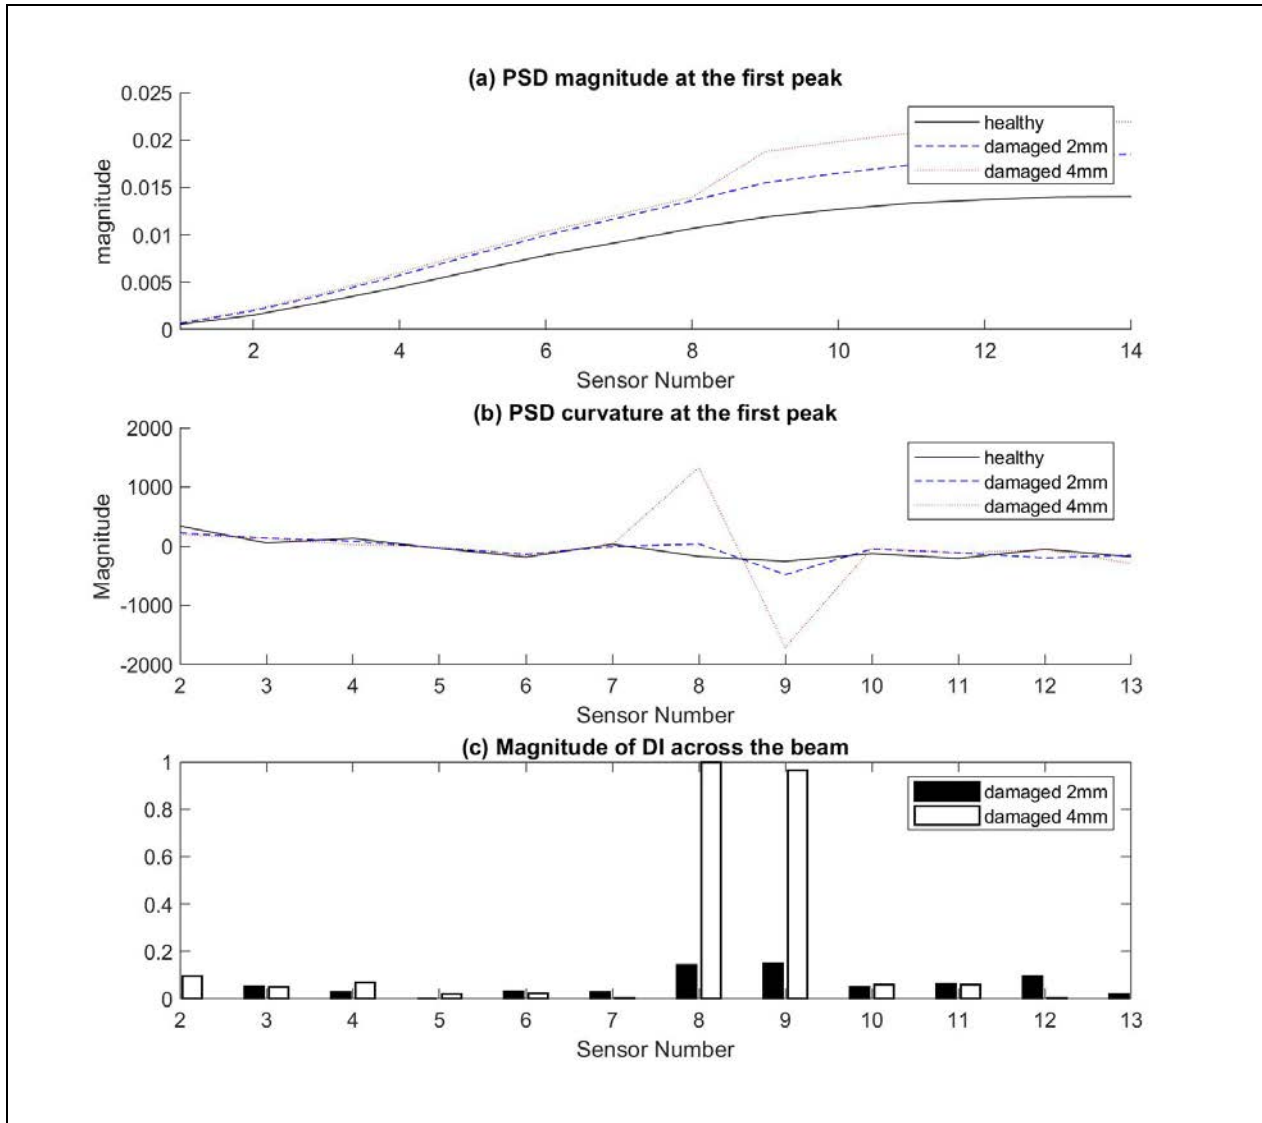 (a) PSD magnitude at the first peak
0.025
0.02
0.015
0.01
0.005
0
magnitude
healthy
damaged 2mm
damaged 4mm
2 4 6 8 10 12 14
Sensor Number
(b) PSD curvature at the first peak
2000
1000
0
-1000
-2000
Magnitude
healthy
damaged 2mm
damaged 4mm
2 3 4 5 6 7 8 9 10 11 12 13
Sensor Number
(c) Magnitude of DI across the beam
1
0.8
0.6
0.4
0.2
0
damaged 2mm
damaged 4mm
2 3 4 5 6 7 8 9 10 11 12 13
Sensor Number